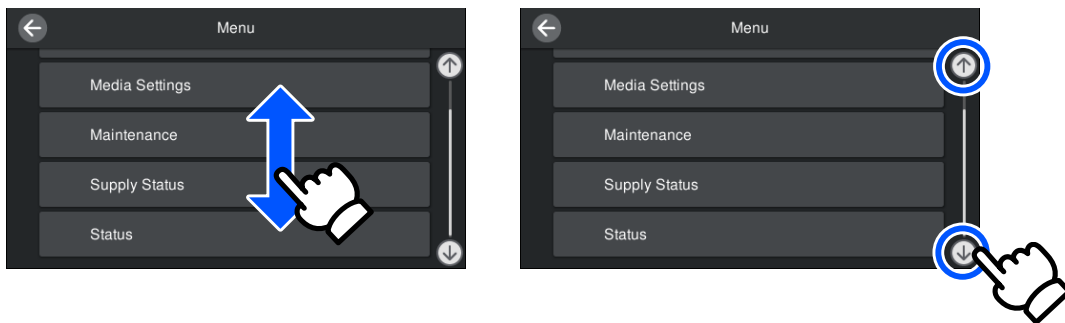 Menu
Media Settings
Maintenance
Supply Status
Status
Menu
Media Settings
Maintenance
Supply Status
Status